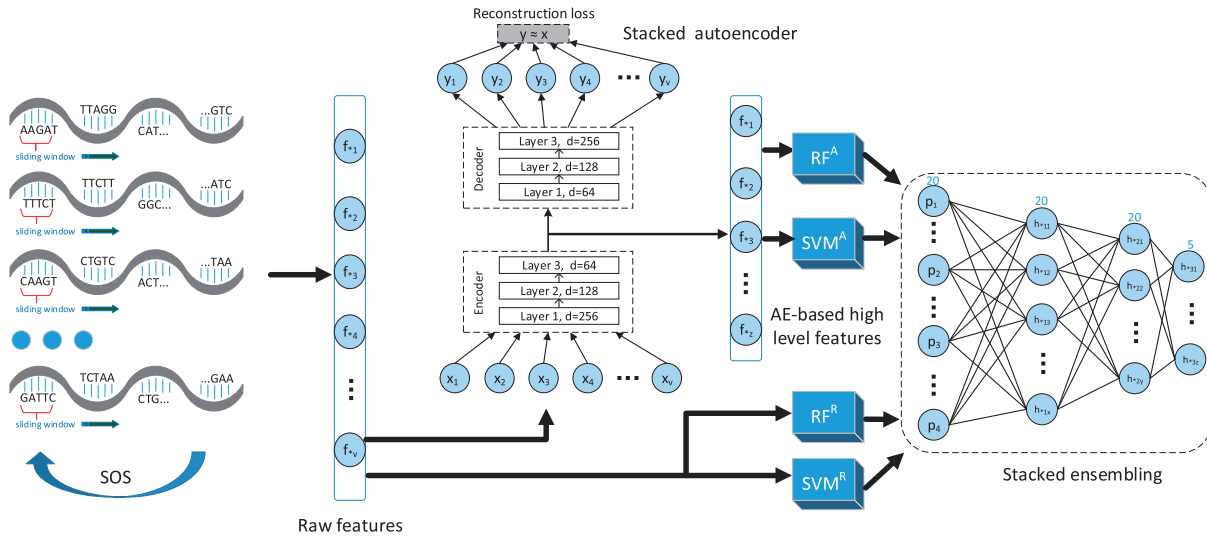 TTAGG
...GTC
AAGAT
CAT...
sliding window
TTCTT
...ATC
TTTCT
GGC...
sliding window
CTGTC
...TAA
CAAGT
ACT...
sliding window
TCTAA
...GAA
GATTC
CTG...
sliding window
SOS
f*1
f*2
f*3
f*4
f*v
Raw features
Reconstruction loss
y ≈ x
Stacked autoencoder
y1
y2
y3
y4
yv
Decoder
Layer 3, d=256
Layer 2, d=128
Layer 1, d=64
Encoder
Layer 3, d=64
Layer 2, d=128
Layer 1, d=256
x1
x2
x3
x4
xv
f*1
f*2
f*3
f*z
AE-based high
level features
RF^A
SVM^A
RF^R
SVM^R
20
p1
p2
p3
p4
20
h*11
h*12
h*13
h*1x
20
h*21
h*22
h*2y
5
h*31
h*3z
Stacked ensembling